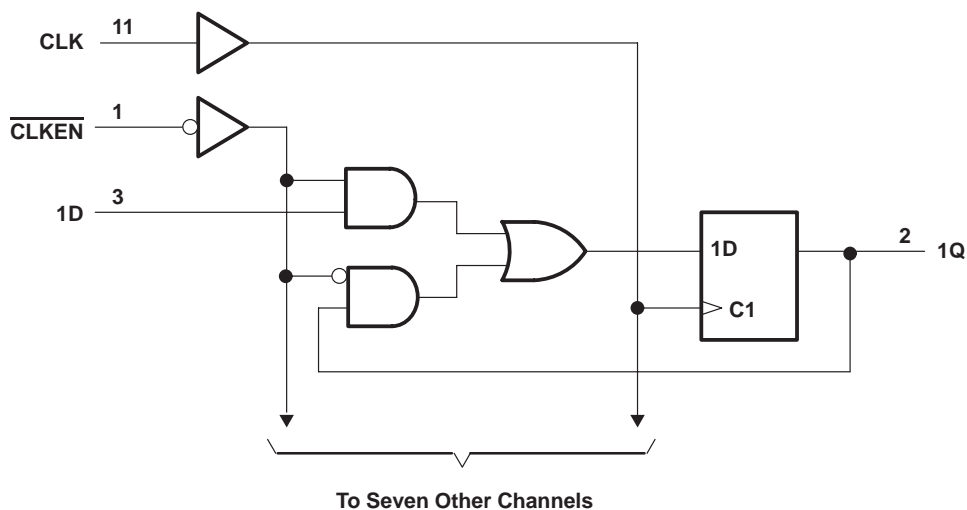 CLK 11
CLKEN 1
1D 3
1D
C1
2 1Q
To Seven Other Channels